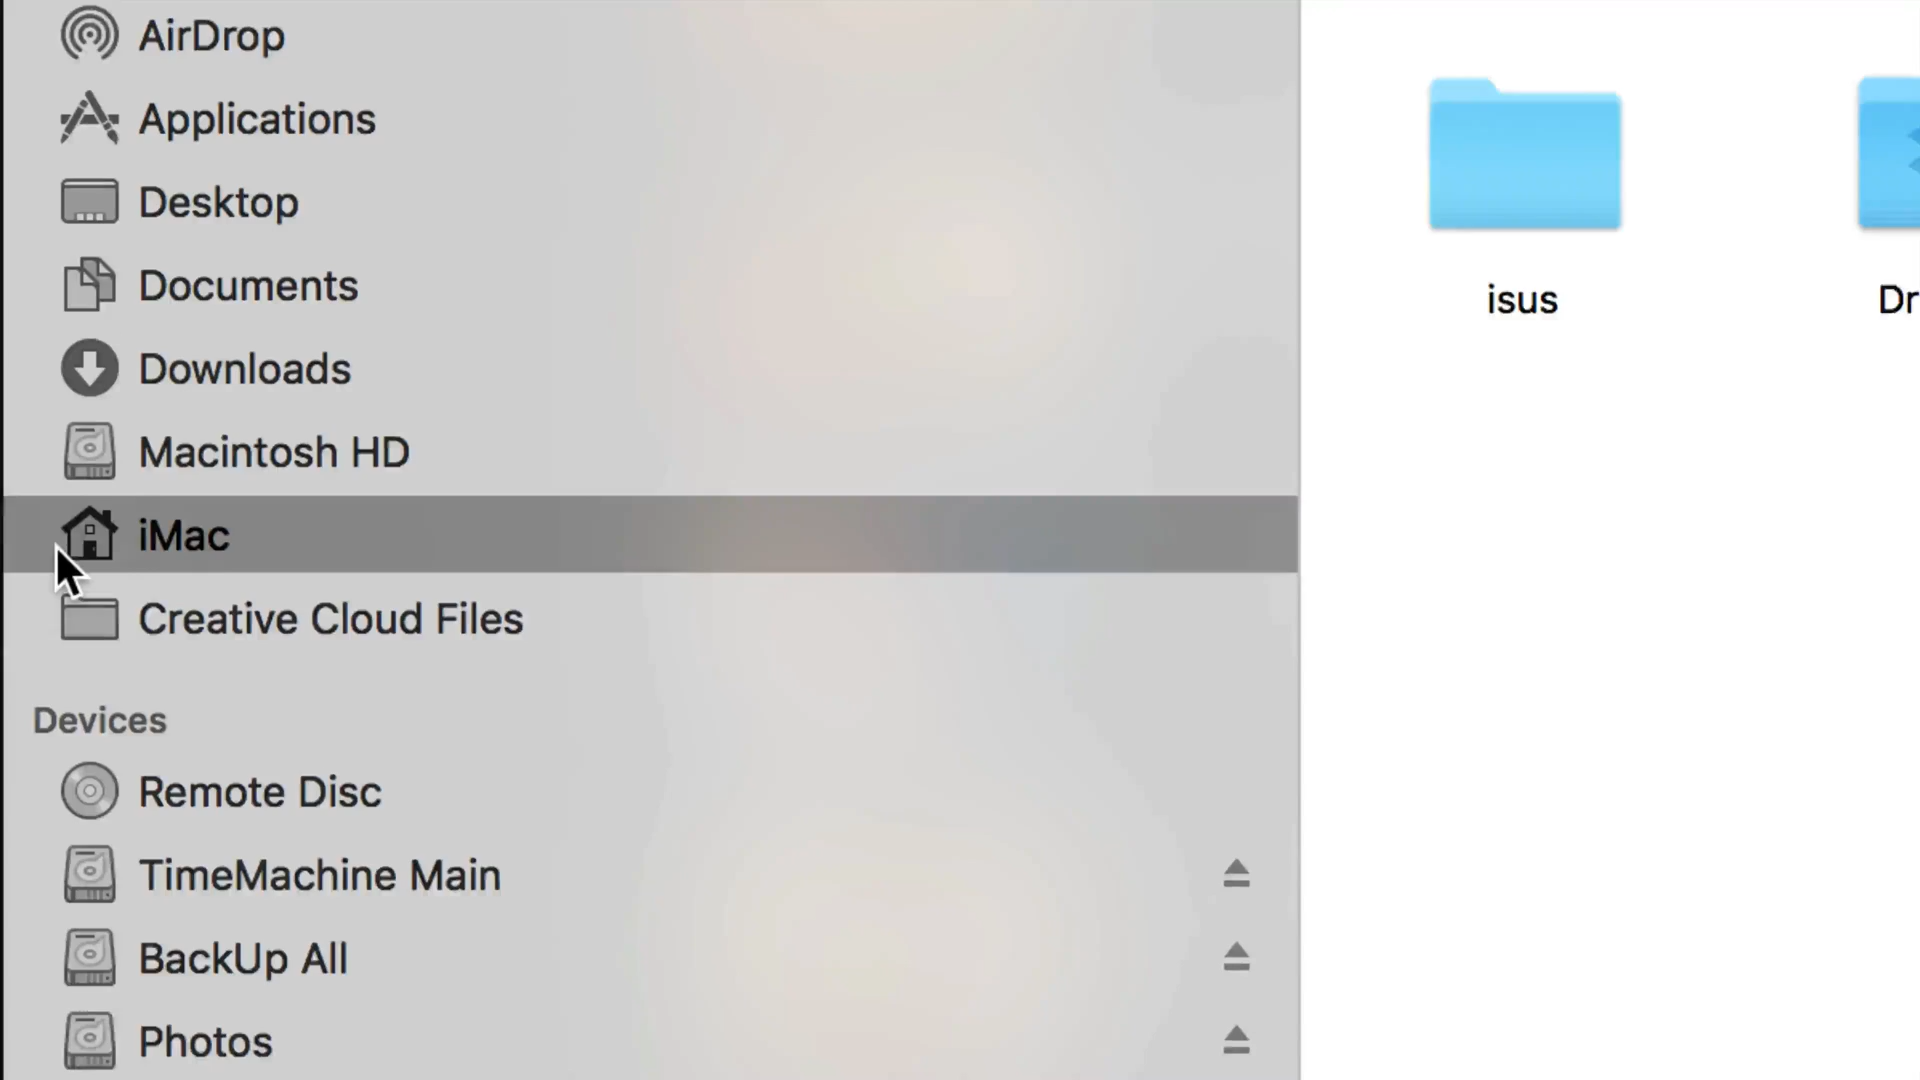 AirDrop
Applications
Desktop
Documents
Downloads
Macintosh HD
iMac
Creative Cloud Files
Devices
Remote Disc
TimeMachine Main
BackUp All
Photos
isus
Dr